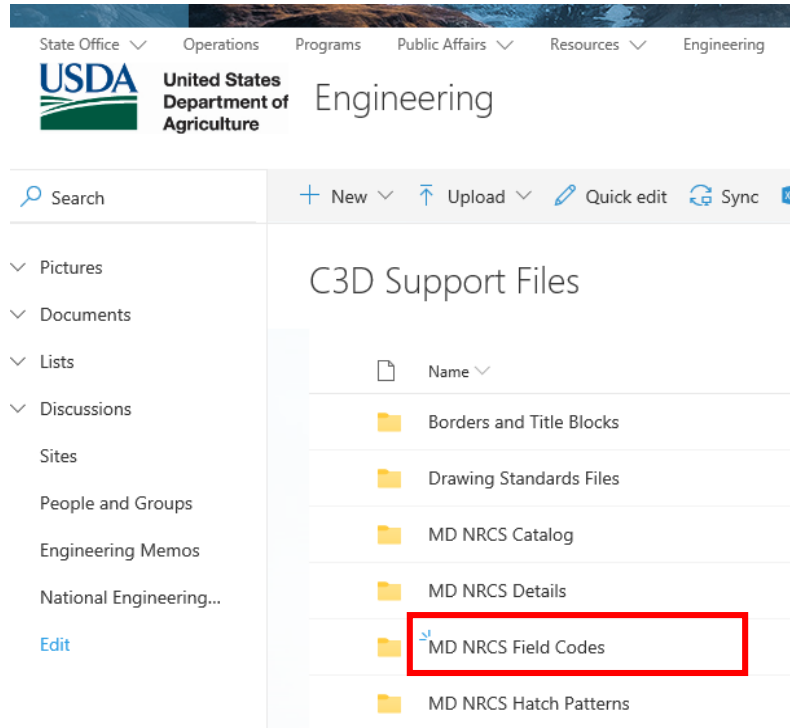 State Office Operations Programs Public Affairs Resources Engineering
USDA
United States
Department of
Agriculture
Engineering
Search
New Upload Quick edit Sync
Pictures
Documents
Lists
Discussions
Sites
People and Groups
Engineering Memos
National Engineering...
Edit
C3D Support Files
Name
Borders and Title Blocks
Drawing Standards Files
MD NRCS Catalog
MD NRCS Details
MD NRCS Field Codes
MD NRCS Hatch Patterns